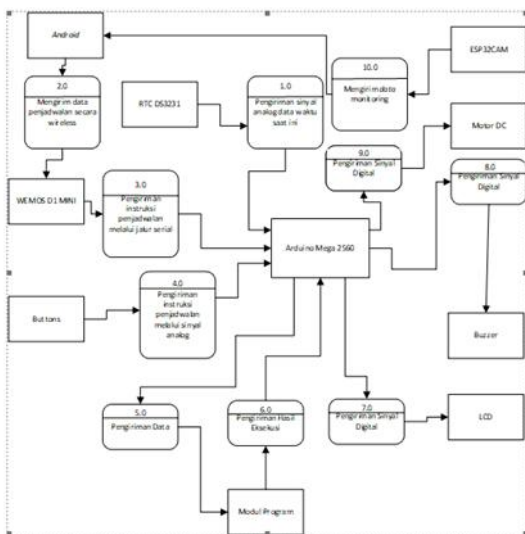 Android
ESP32CAM
2.0
Mengirim data
penjadwalan secara
wireless
RTC DS3231
1.0
Pengiriman sinyal
analog data waktu
saat ini
10.0
Mengirim data
monitoring
Motor DC
9.0
Pengiriman Sinyal
Digital
8.0
Pengiriman Sinyal
Digital
WEMOS D1 MINI
3.0
Pengiriman
instruksi
penjadwalan
melalui jalur serial
Arduino Mega 2560
4.0
Pengiriman
instruksi
penjadwalan
melalui sinyal
analog
Buttons
Buzzer
5.0
Pengiriman Data
6.0
Pengiriman Hasil
Eksekusi
7.0
Pengiriman Sinyal
Digital
LCD
Modul Program